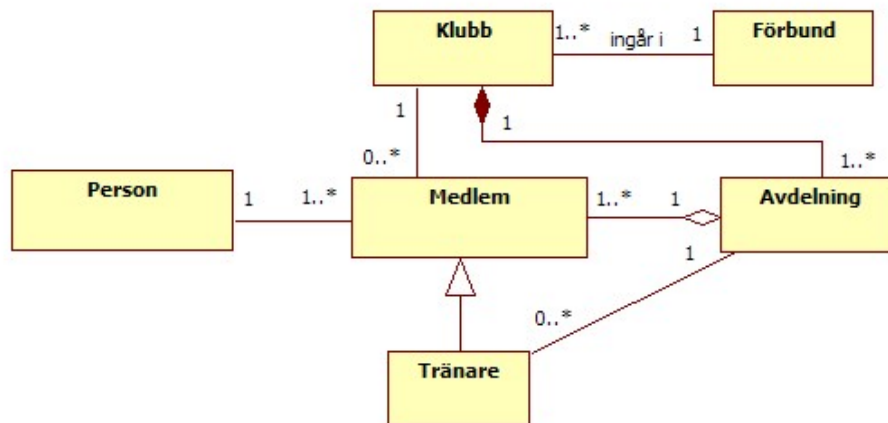 Klubb
1..*
ingår i
1
Förbund
1
1
0..*
1..*
Person
1
1..*
Medlem
1..*
1
Avdelning
1
0..*
Tränare